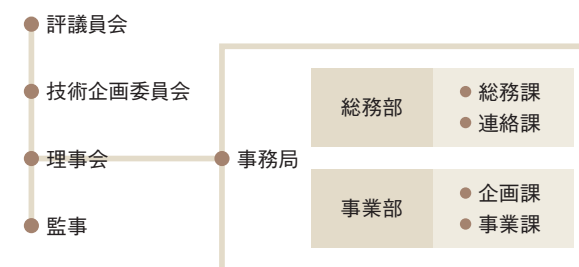 評議員会
技術企画委員会
理事会
監事
事務局
総務部
総務課
連絡課
事業部
企画課
事業課